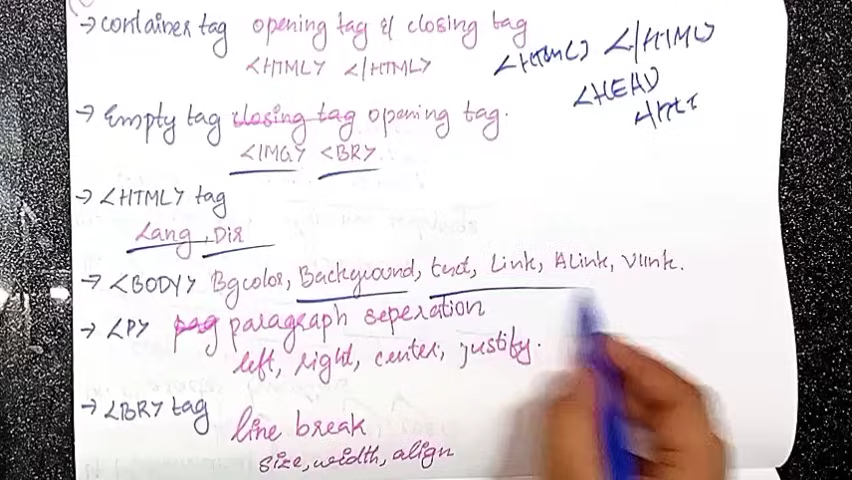 → container tag opening tag & closing tag
<HTML> </HTML>
<HTML> </HTML>
<HEAD
→ Empty tag closing tag opening tag.
<IMG> <BR>
→ <HTML> tag
Lang, Dir
→ <BODY> Bgcolor, Background, text, Link, ALink, Vlink.
→ <P> pag paragraph seperation
left, right, center, justify.
→ <BR> tag
line break
size, width, align